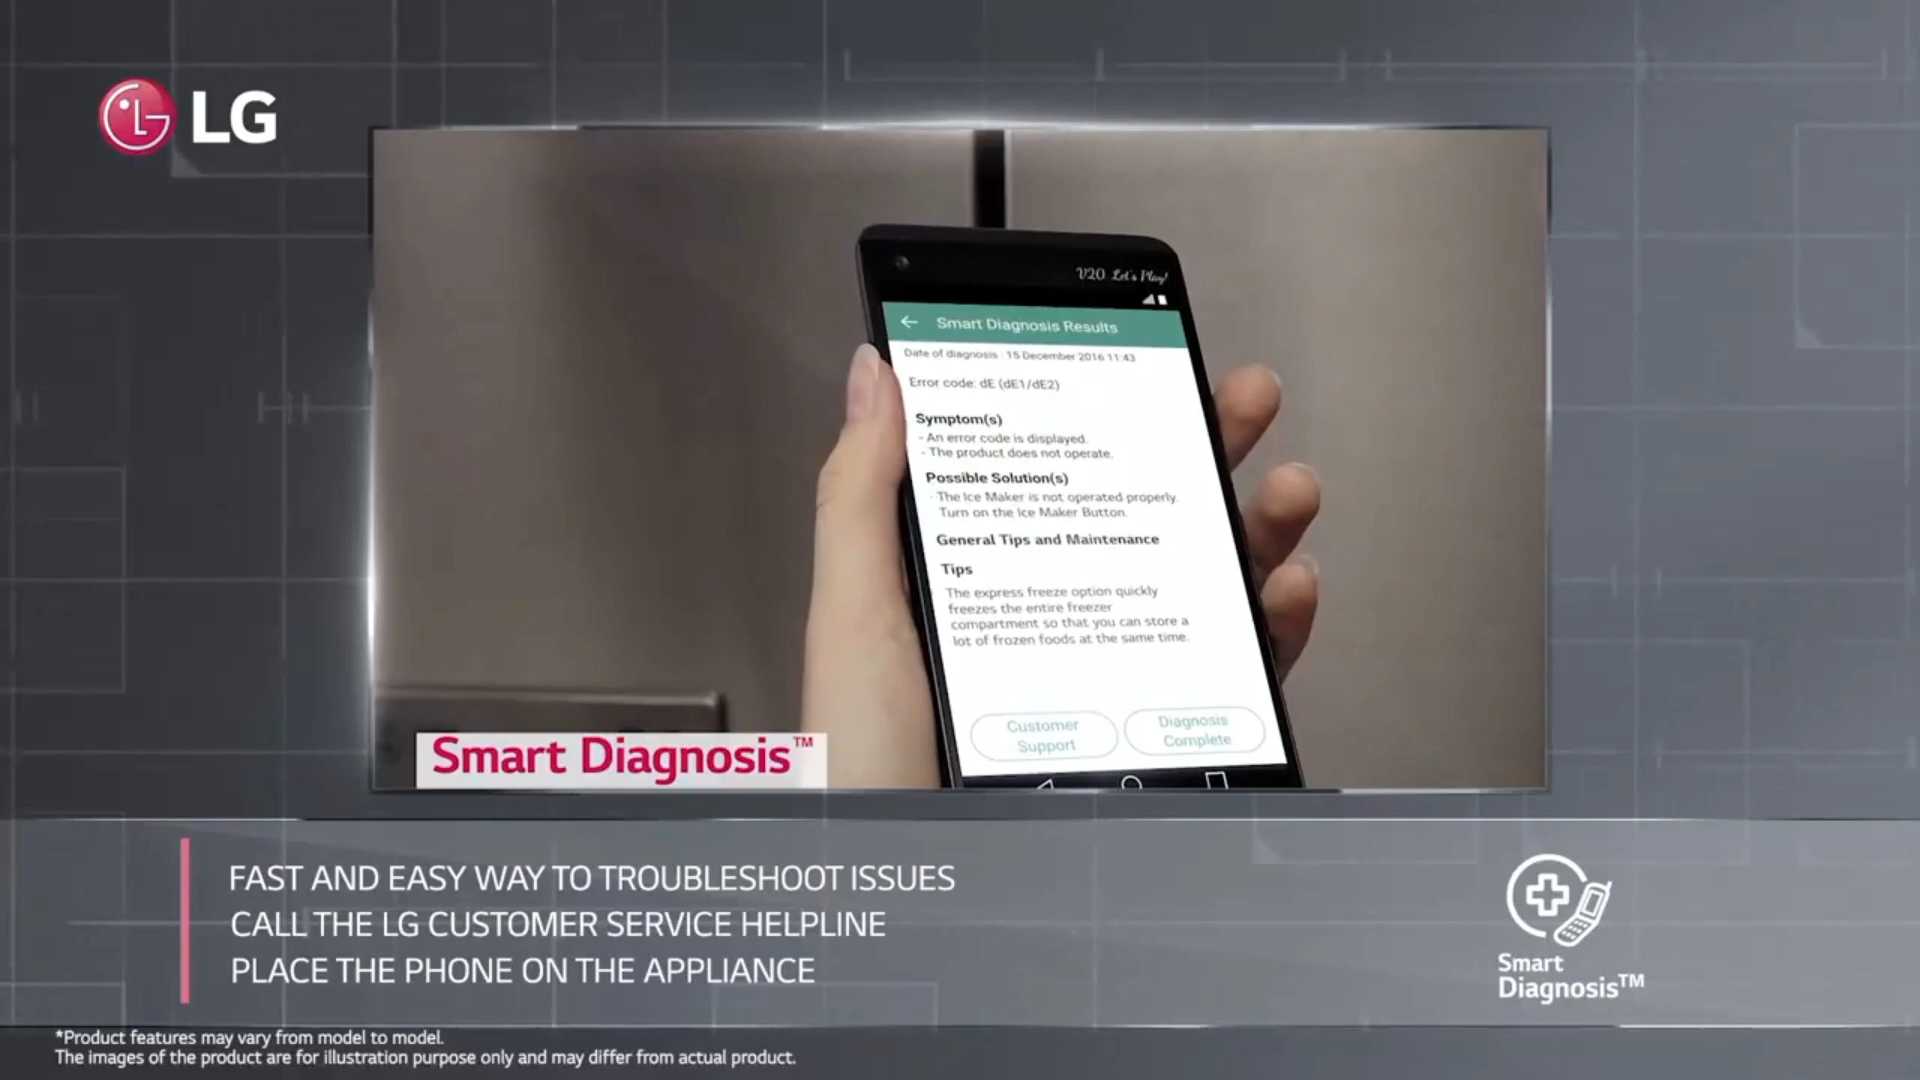 LG
V20 Let's Play!
Smart Diagnosis Results
Date of diagnosis : 15 December 2016 11:43
Error code: dE (dE1/dE2)
Symptom(s)
- An error code is displayed.
- The product does not operate.
Possible Solution(s)
- The Ice Maker is not operated properly.
Turn on the Ice Maker Button.
General Tips and Maintenance
Tips
The express freeze option quickly
freezes the entire freezer
compartment so that you can store a
lot of frozen foods at the same time.
Customer
Support
Diagnosis
Complete
Smart Diagnosis™
FAST AND EASY WAY TO TROUBLESHOOT ISSUES
CALL THE LG CUSTOMER SERVICE HELPLINE
PLACE THE PHONE ON THE APPLIANCE
Smart
Diagnosis™
*Product features may vary from model to model.
The images of the product are for illustration purpose only and may differ from actual product.